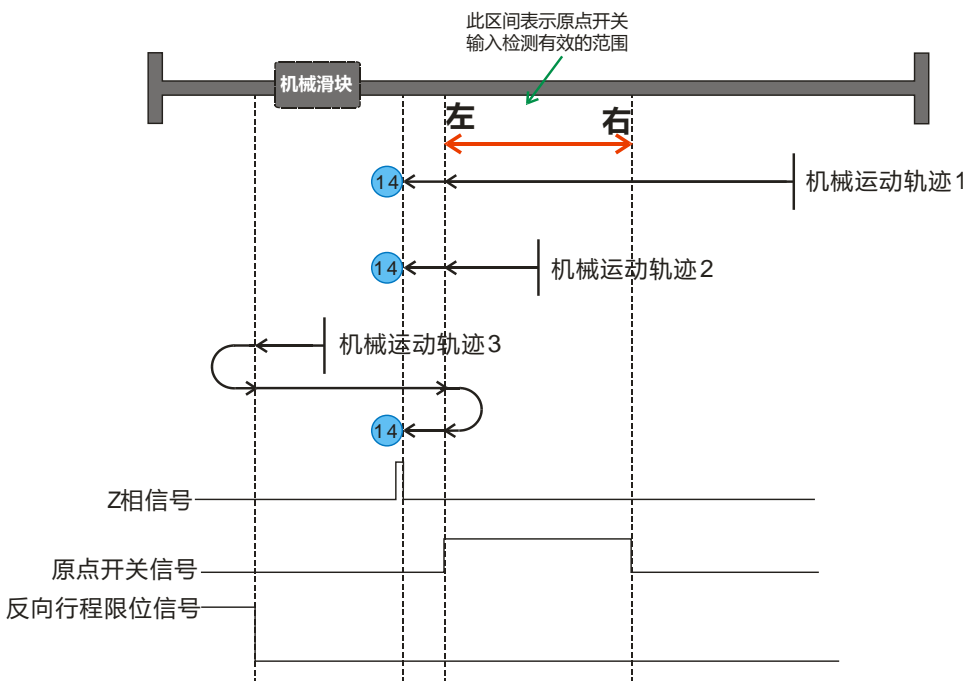 此区间表示原点开关
输入检测有效的范围
机械滑块
左
右
14
机械运动轨迹1
14
机械运动轨迹2
机械运动轨迹3
14
Z相信号
原点开关信号
反向行程限位信号